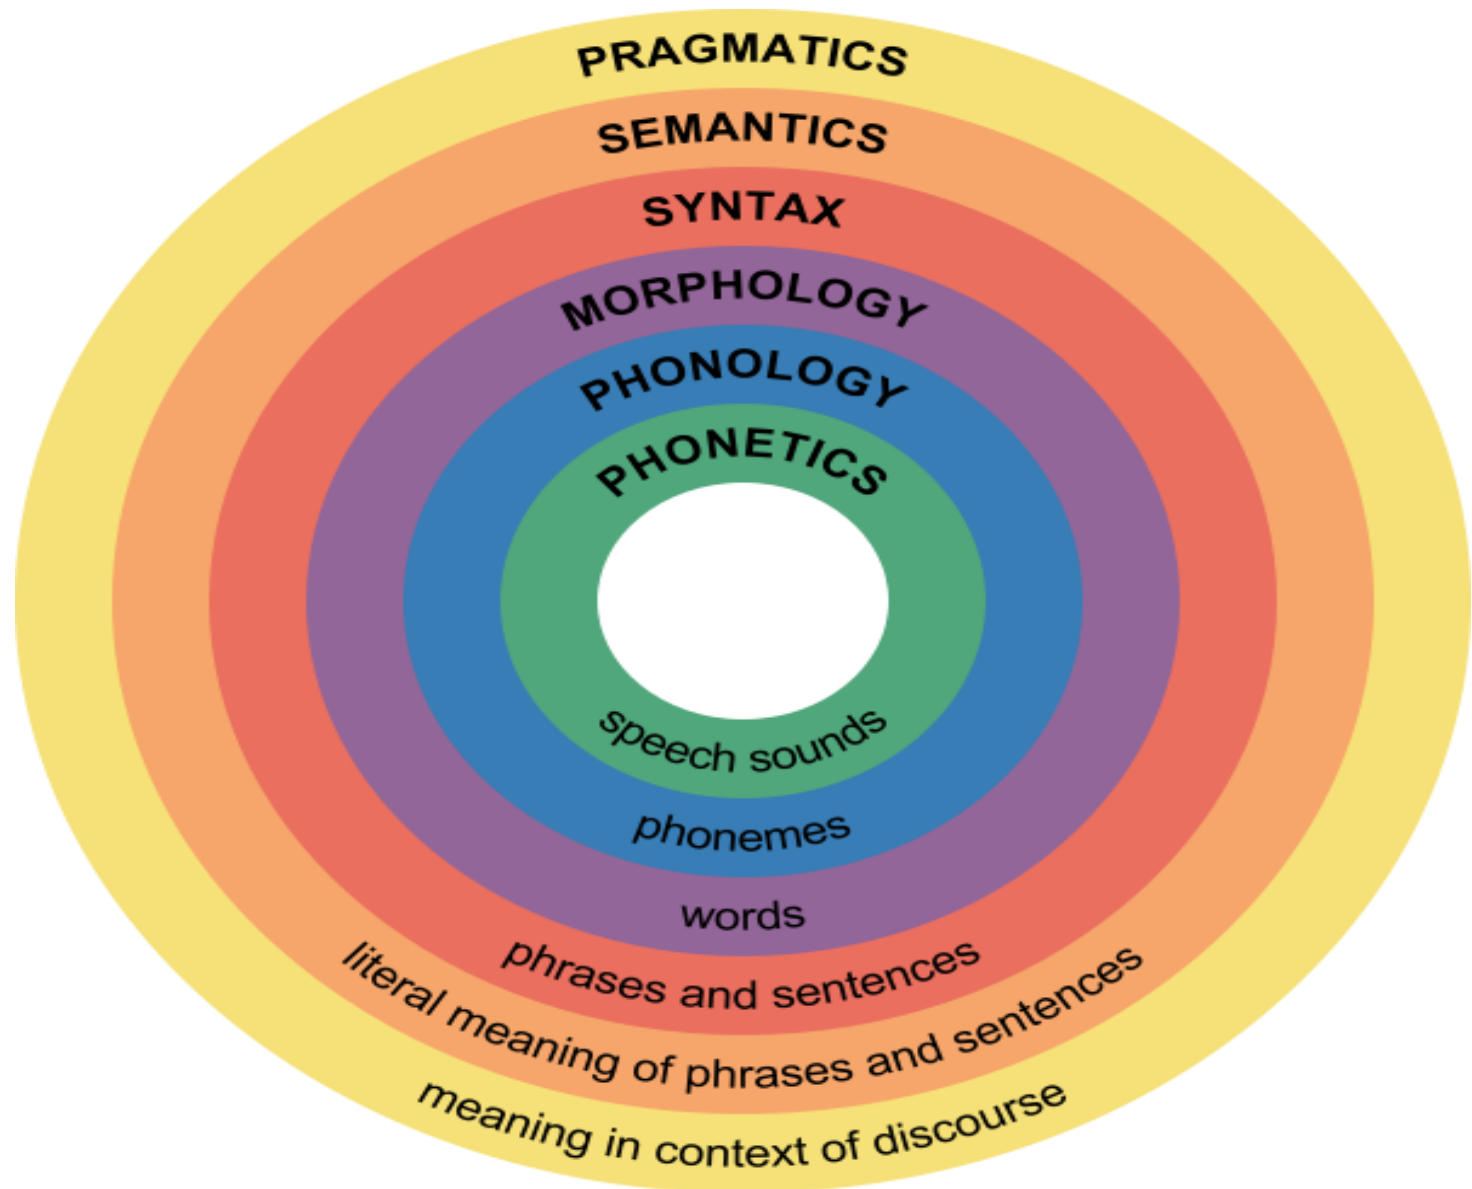 PRAGMATICS
SEMANTICS
SYNTAX
MORPHOLOGY
PHONOLOGY
PHONETICS
speech sounds
phonemes
words
phrases and sentences
literal meaning of phrases and sentences
meaning in context of discourse